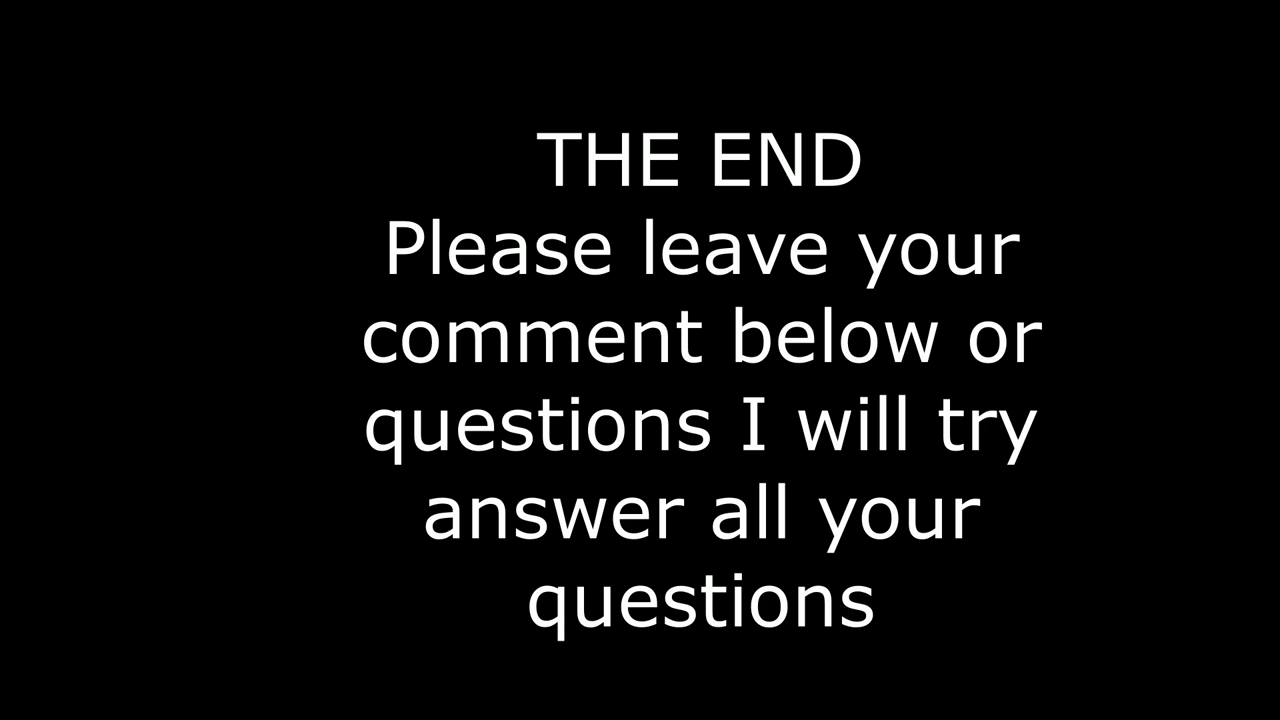 THE END
Please leave your
comment below or
questions I will try
answer all your
questions